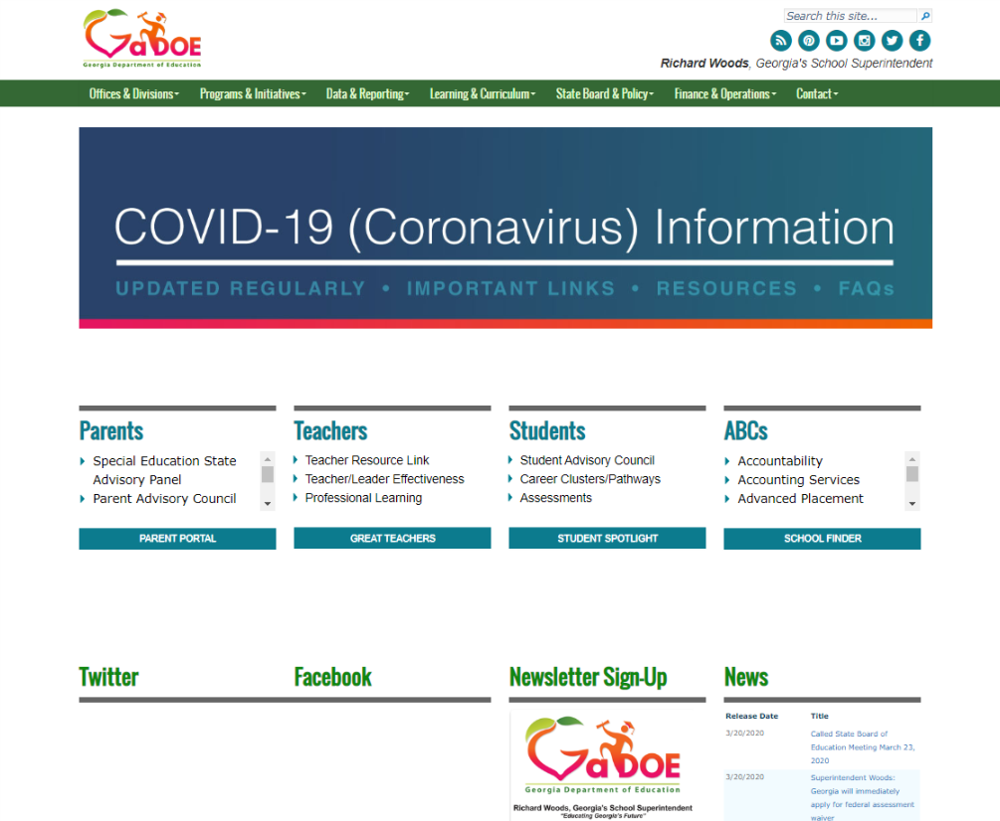 GaDOE
Georgia Department of Education
Search this site...
Richard Woods, Georgia's School Superintendent
Offices & Divisions
Programs & Initiatives
Data & Reporting
Learning & Curriculum
State Board & Policy
Finance & Operations
Contact
COVID-19 (Coronavirus) Information
UPDATED REGULARLY • IMPORTANT LINKS • RESOURCES • FAQs
Parents
Special Education State
Advisory Panel
Parent Advisory Council
PARENT PORTAL
Teachers
Teacher Resource Link
Teacher/Leader Effectiveness
Professional Learning
GREAT TEACHERS
Students
Student Advisory Council
Career Clusters/Pathways
Assessments
STUDENT SPOTLIGHT
ABCs
Accountability
Accounting Services
Advanced Placement
SCHOOL FINDER
Twitter
Facebook
Newsletter Sign-Up
GaDOE
Georgia Department of Education
Richard Woods, Georgia's School Superintendent
"Educating Georgia's Future"
News
Release Date Title
3/20/2020 Called State Board of
Education Meeting March 23,
2020
3/20/2020 Superintendent Woods:
Georgia will immediately
apply for federal assessment
waiver